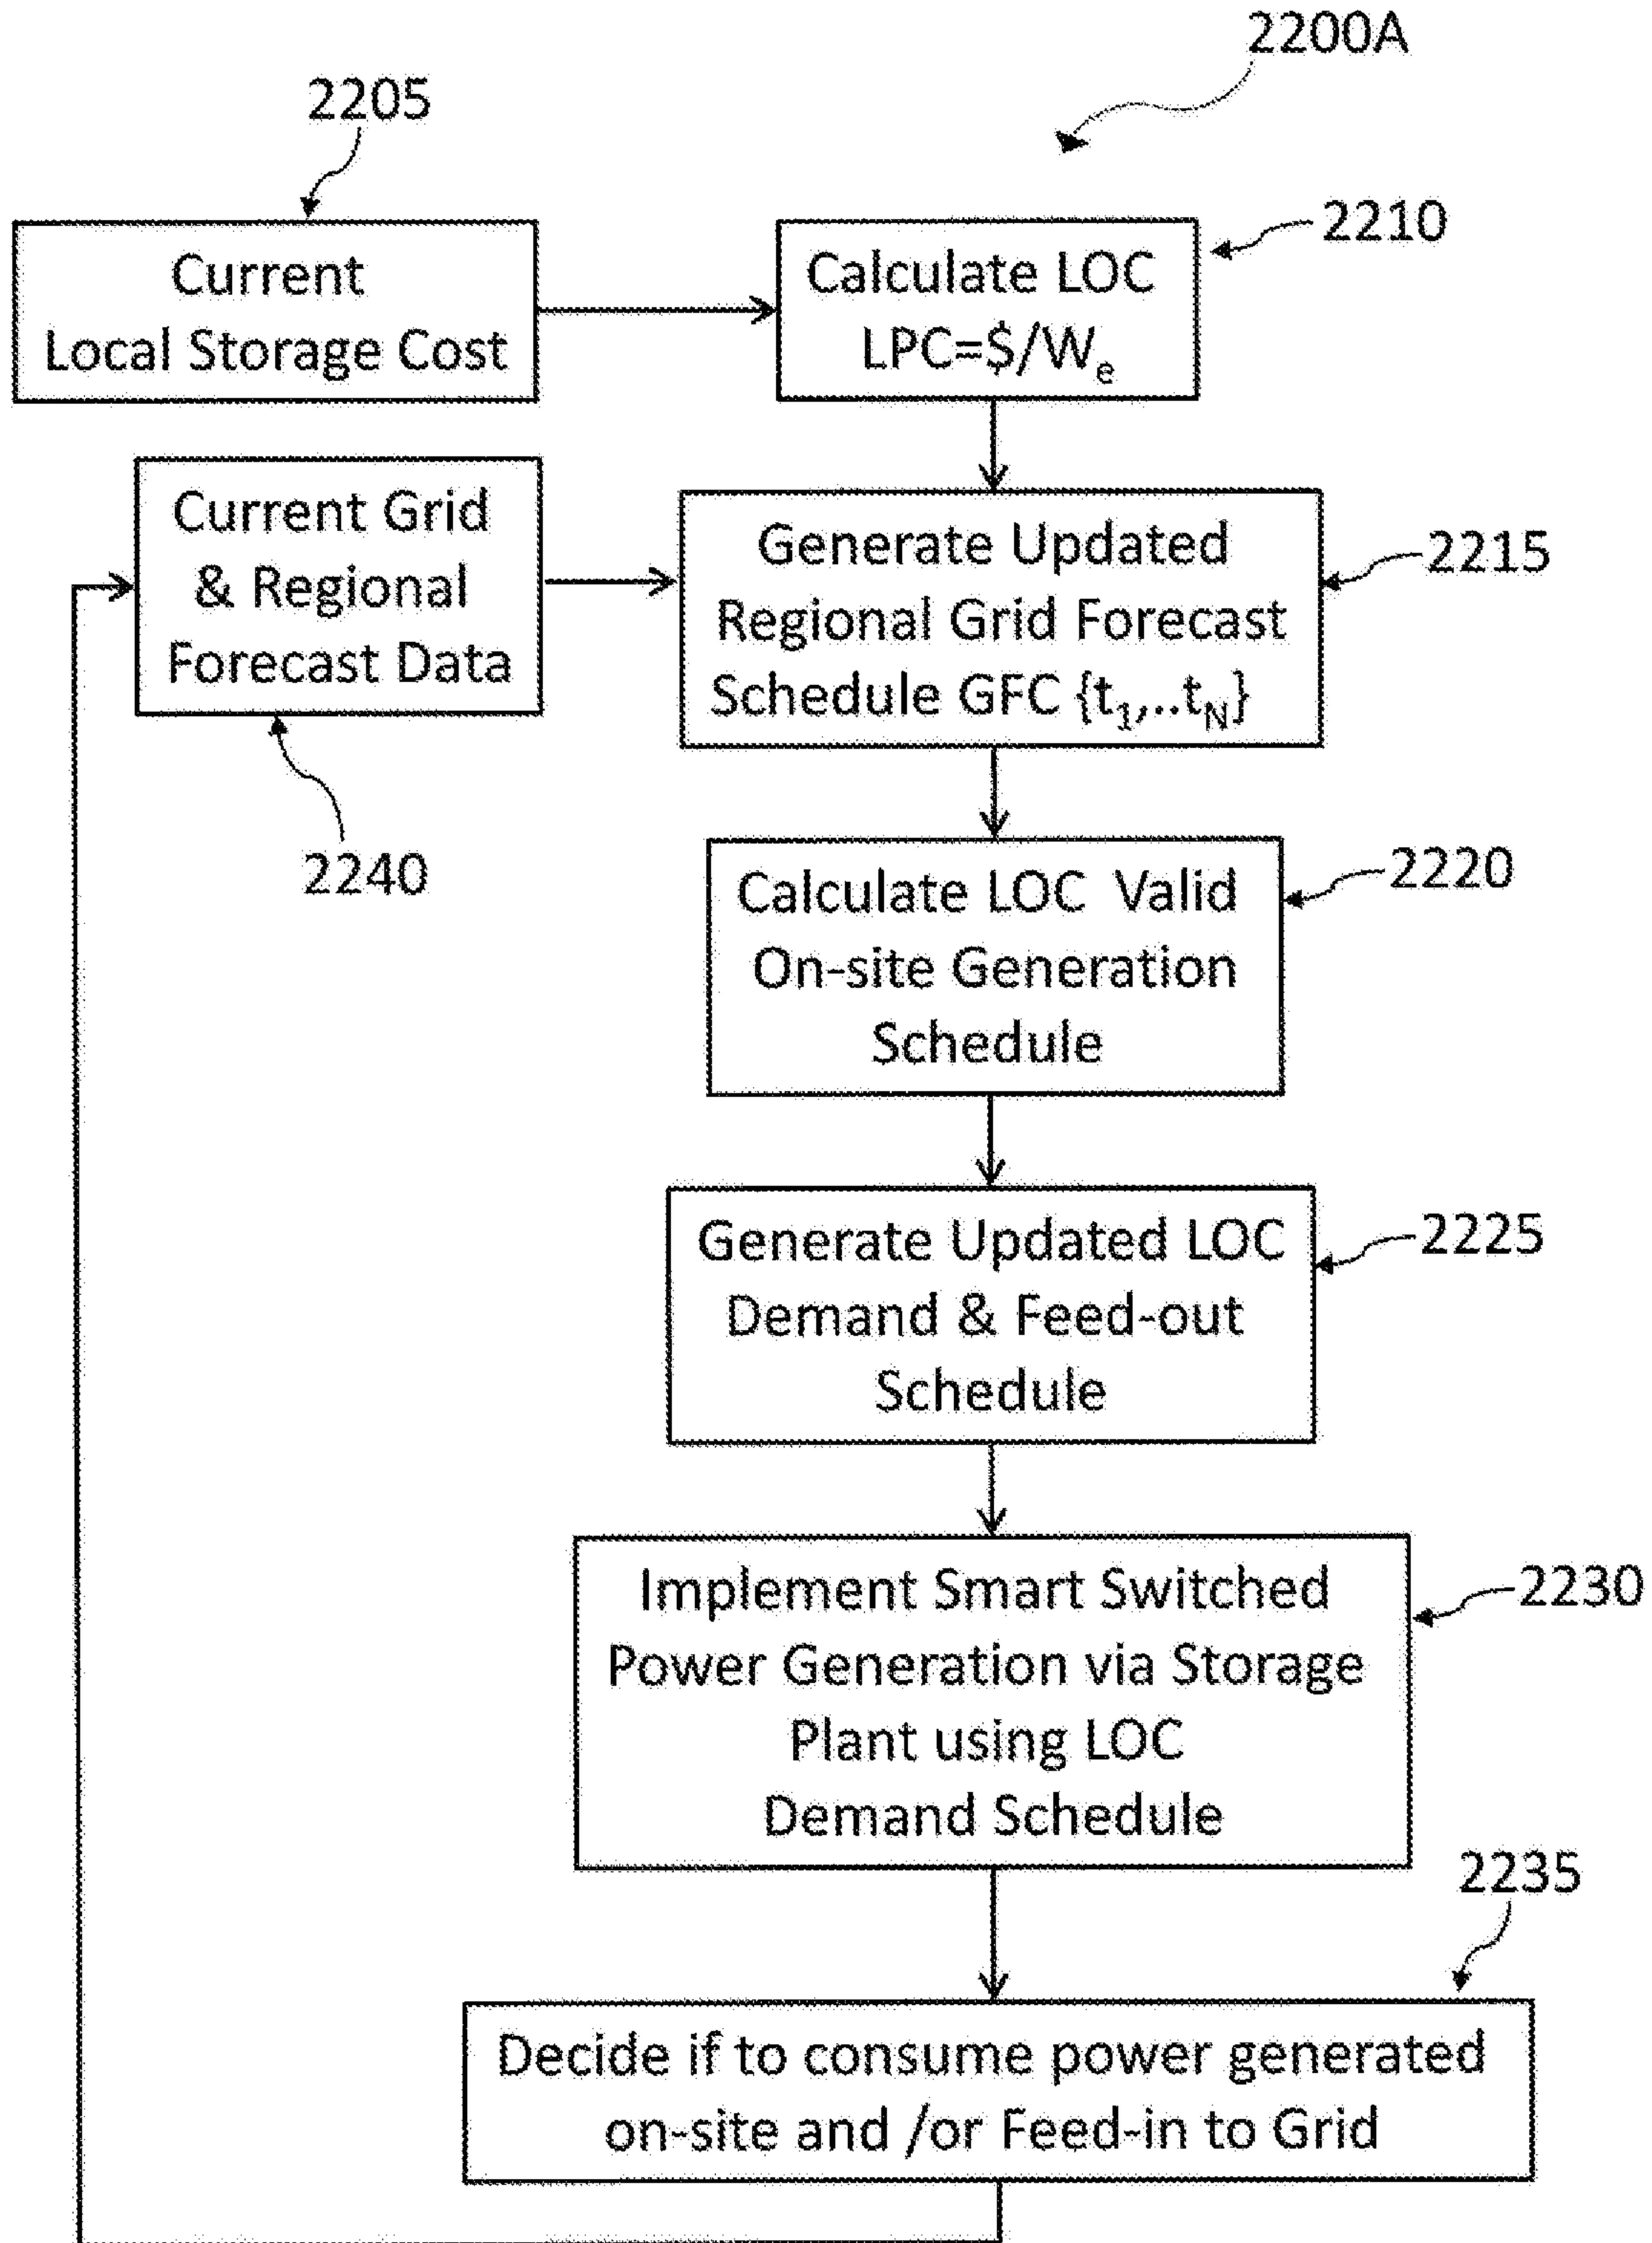 2200A
2205
Current
Local Storage Cost
2210
Calculate LOC
LPC=$/We
Current Grid
& Regional
Forecast Data
2240
Generate Updated
Regional Grid Forecast
Schedule GFC {t1,..tN}
2215
Calculate LOC Valid
On-site Generation
Schedule
2220
Generate Updated LOC
Demand & Feed-out
Schedule
2225
Implement Smart Switched
Power Generation via Storage
Plant using LOC
Demand Schedule
2230
2235
Decide if to consume power generated
on-site and /or Feed-in to Grid